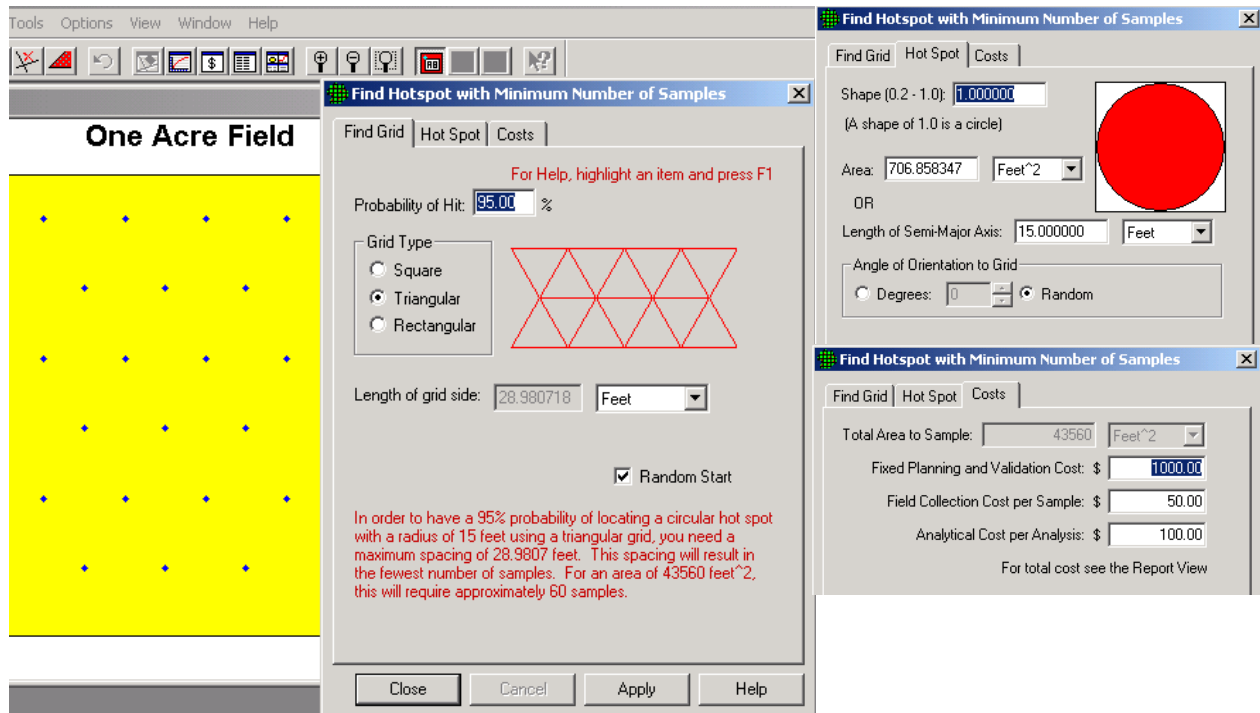 Tools Options View Window Help
One Acre Field
Find Hotspot with Minimum Number of Samples
Find Grid Hot Spot Costs
For Help, highlight an item and press F1
Probability of Hit: 95.00 %
Grid Type
Square
Triangular
Rectangular
Length of grid side: 28.980718 Feet
Random Start
In order to have a 95% probability of locating a circular hot spot
with a radius of 15 feet using a triangular grid, you need a
maximum spacing of 28.9807 feet. This spacing will result in
the fewest number of samples. For an area of 43560 feet^2,
this will require approximately 60 samples.
Close Cancel Apply Help
Find Hotspot with Minimum Number of Samples
Find Grid Hot Spot Costs
Shape (0.2 - 1.0): 1.000000
(A shape of 1.0 is a circle)
Area: 706.858347 Feet^2
OR
Length of Semi-Major Axis: 15.000000 Feet
Angle of Orientation to Grid
Degrees: 0 Random
Find Hotspot with Minimum Number of Samples
Find Grid Hot Spot Costs
Total Area to Sample: 43560 Feet^2
Fixed Planning and Validation Cost: $ 1000.00
Field Collection Cost per Sample: $ 50.00
Analytical Cost per Analysis: $ 100.00
For total cost see the Report View